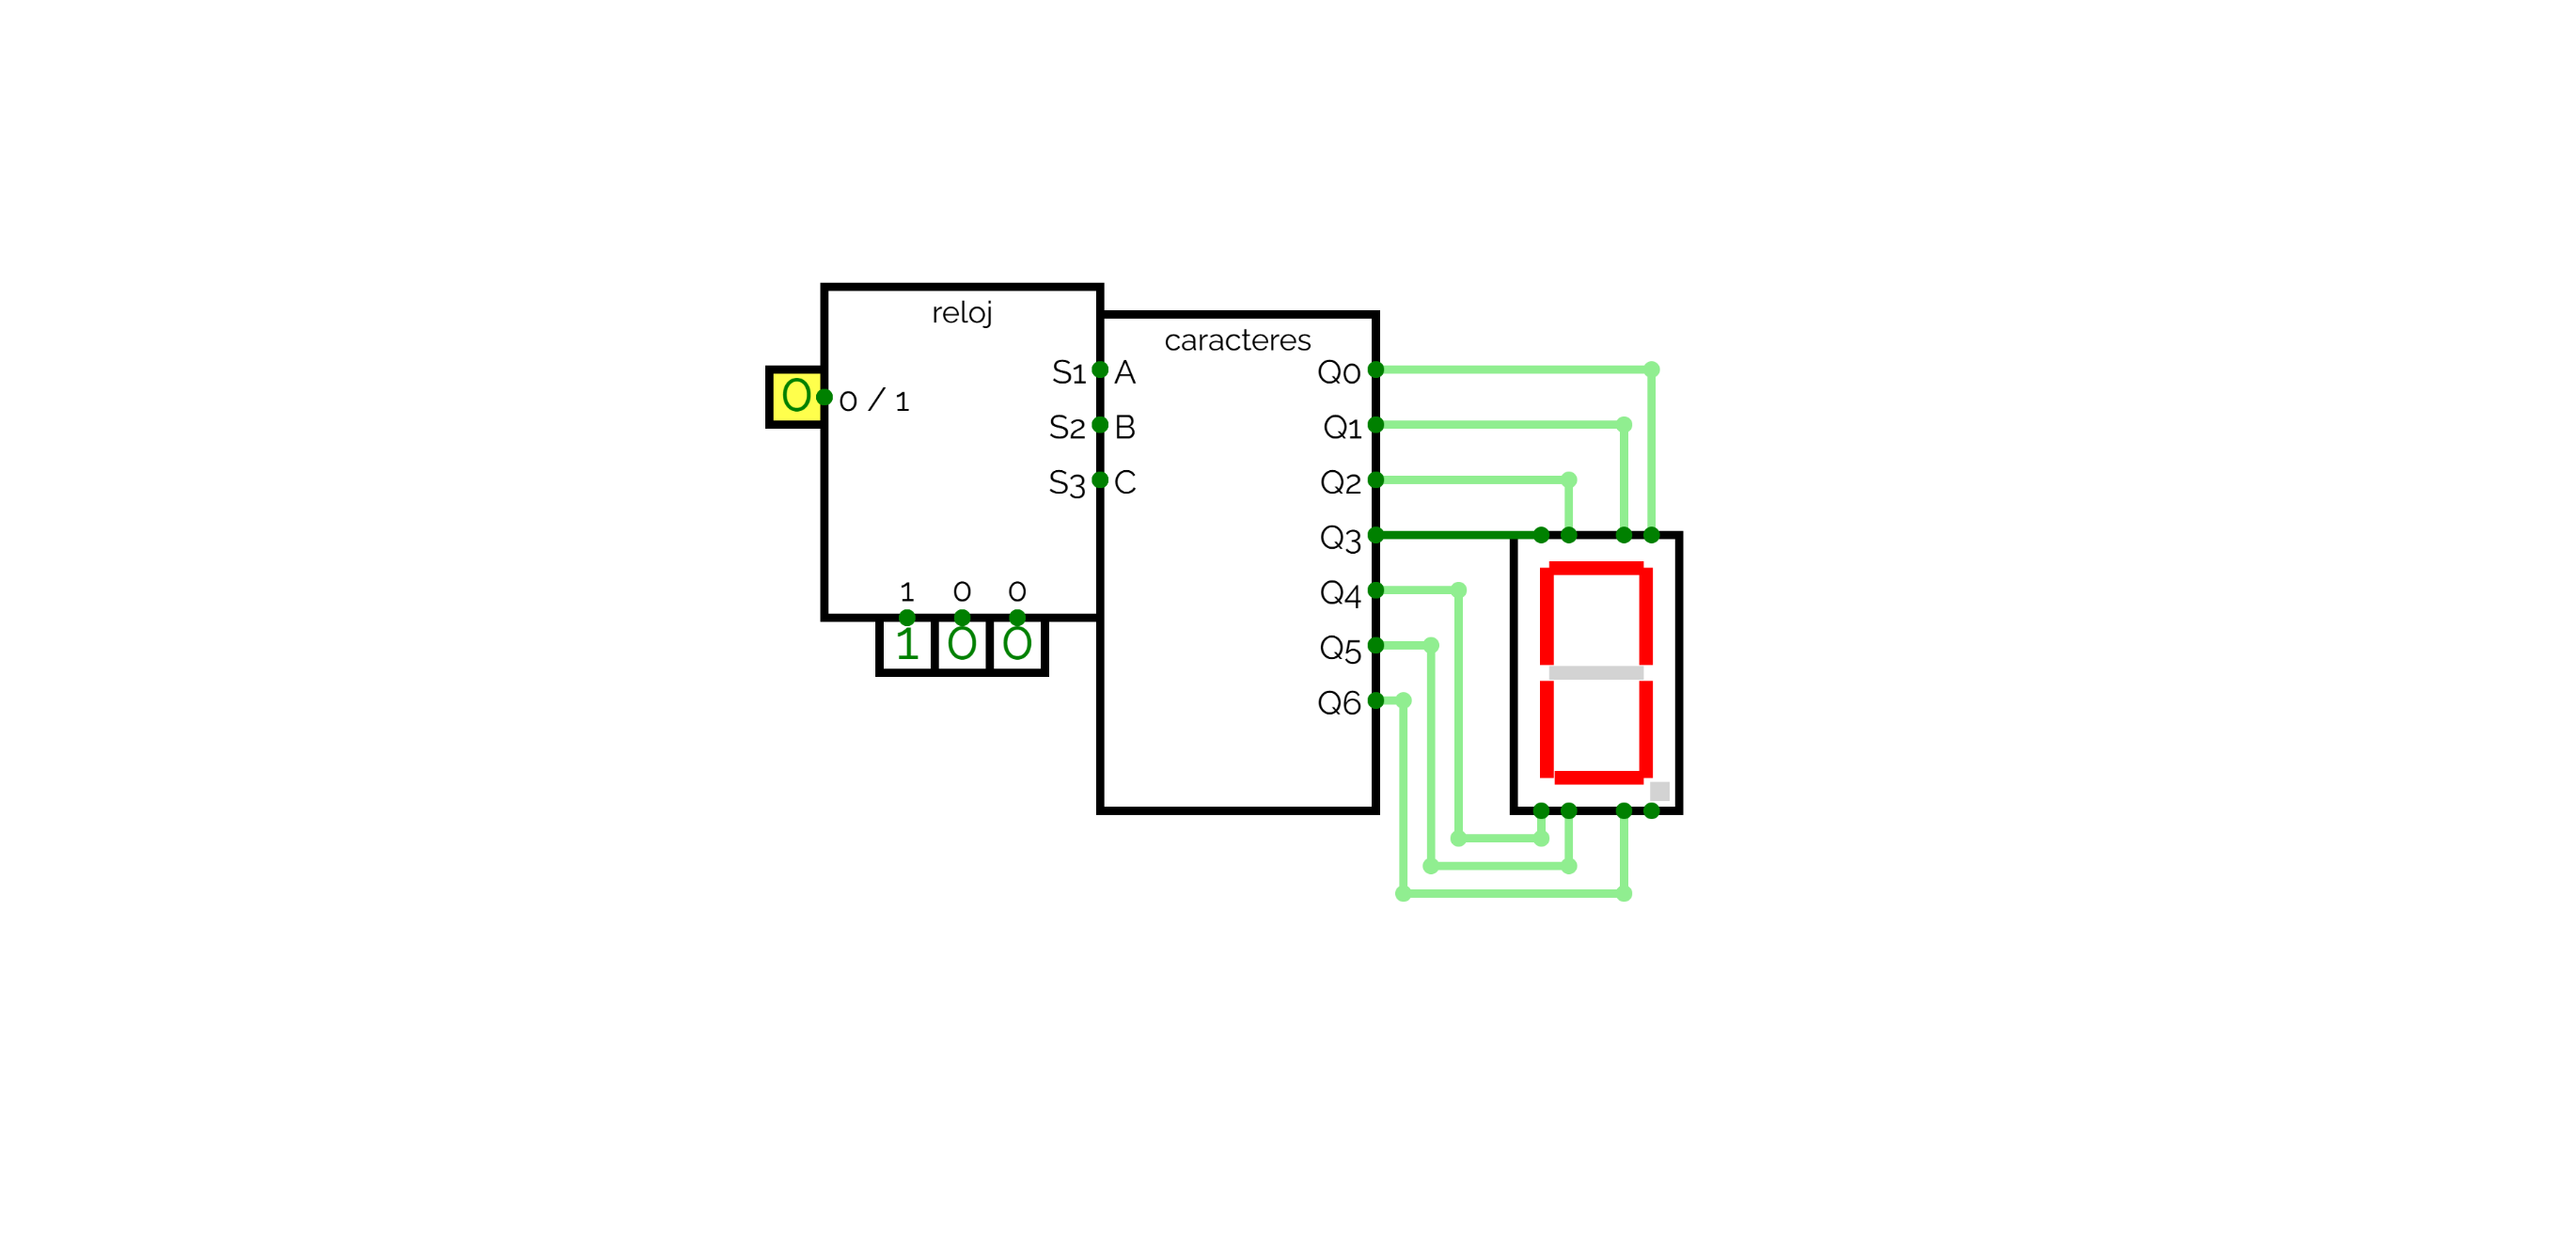 reloj
caracteres
S1 A Q0
0 0 / 1
S2 B Q1
S3 C Q2
Q3
1 0 0 Q4
1 0 0 Q5
Q6